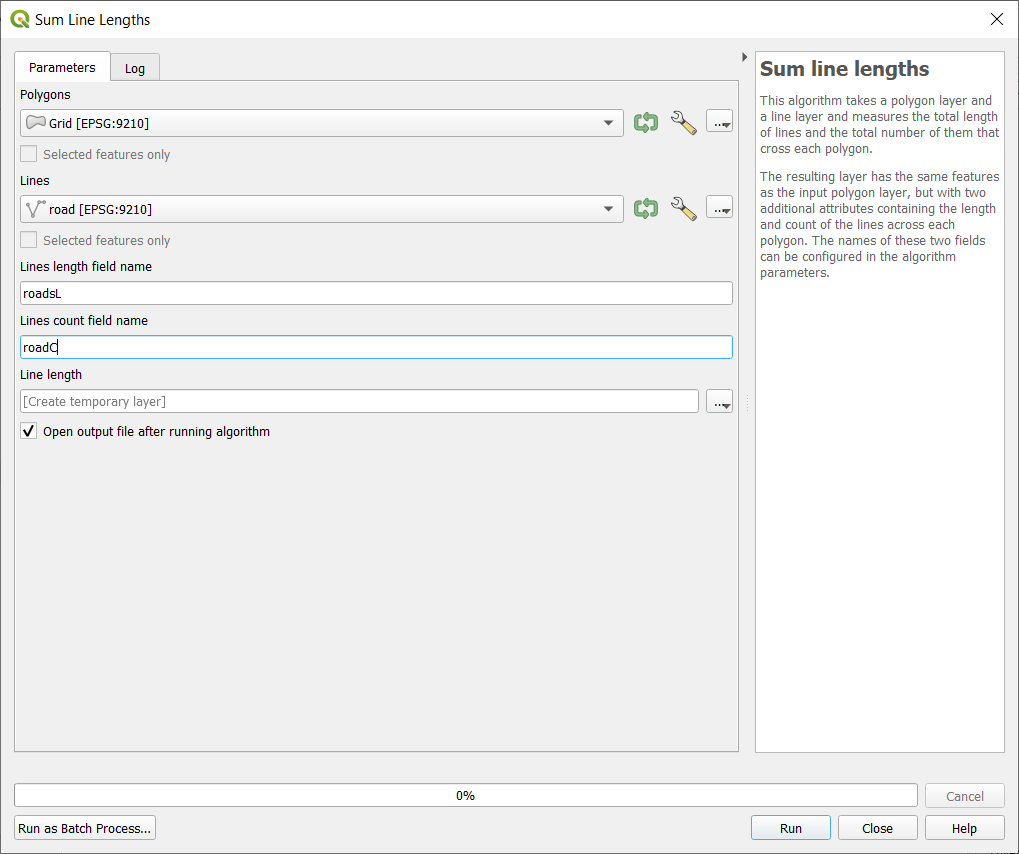 Sum Line Lengths
Parameters
Log
Polygons
Grid [EPSG:9210]
...
Selected features only
Lines
road [EPSG:9210]
...
Selected features only
Lines length field name
roadsL
Lines count field name
roadC
Line length
[Create temporary layer]
...
Open output file after running algorithm
Sum line lengths
This algorithm takes a polygon layer and
a line layer and measures the total length
of lines and the total number of them that
cross each polygon.
The resulting layer has the same features
as the input polygon layer, but with two
additional attributes containing the length
and count of the lines across each
polygon. The names of these two fields
can be configured in the algorithm
parameters.
0%
Cancel
Run as Batch Process...
Run
Close
Help